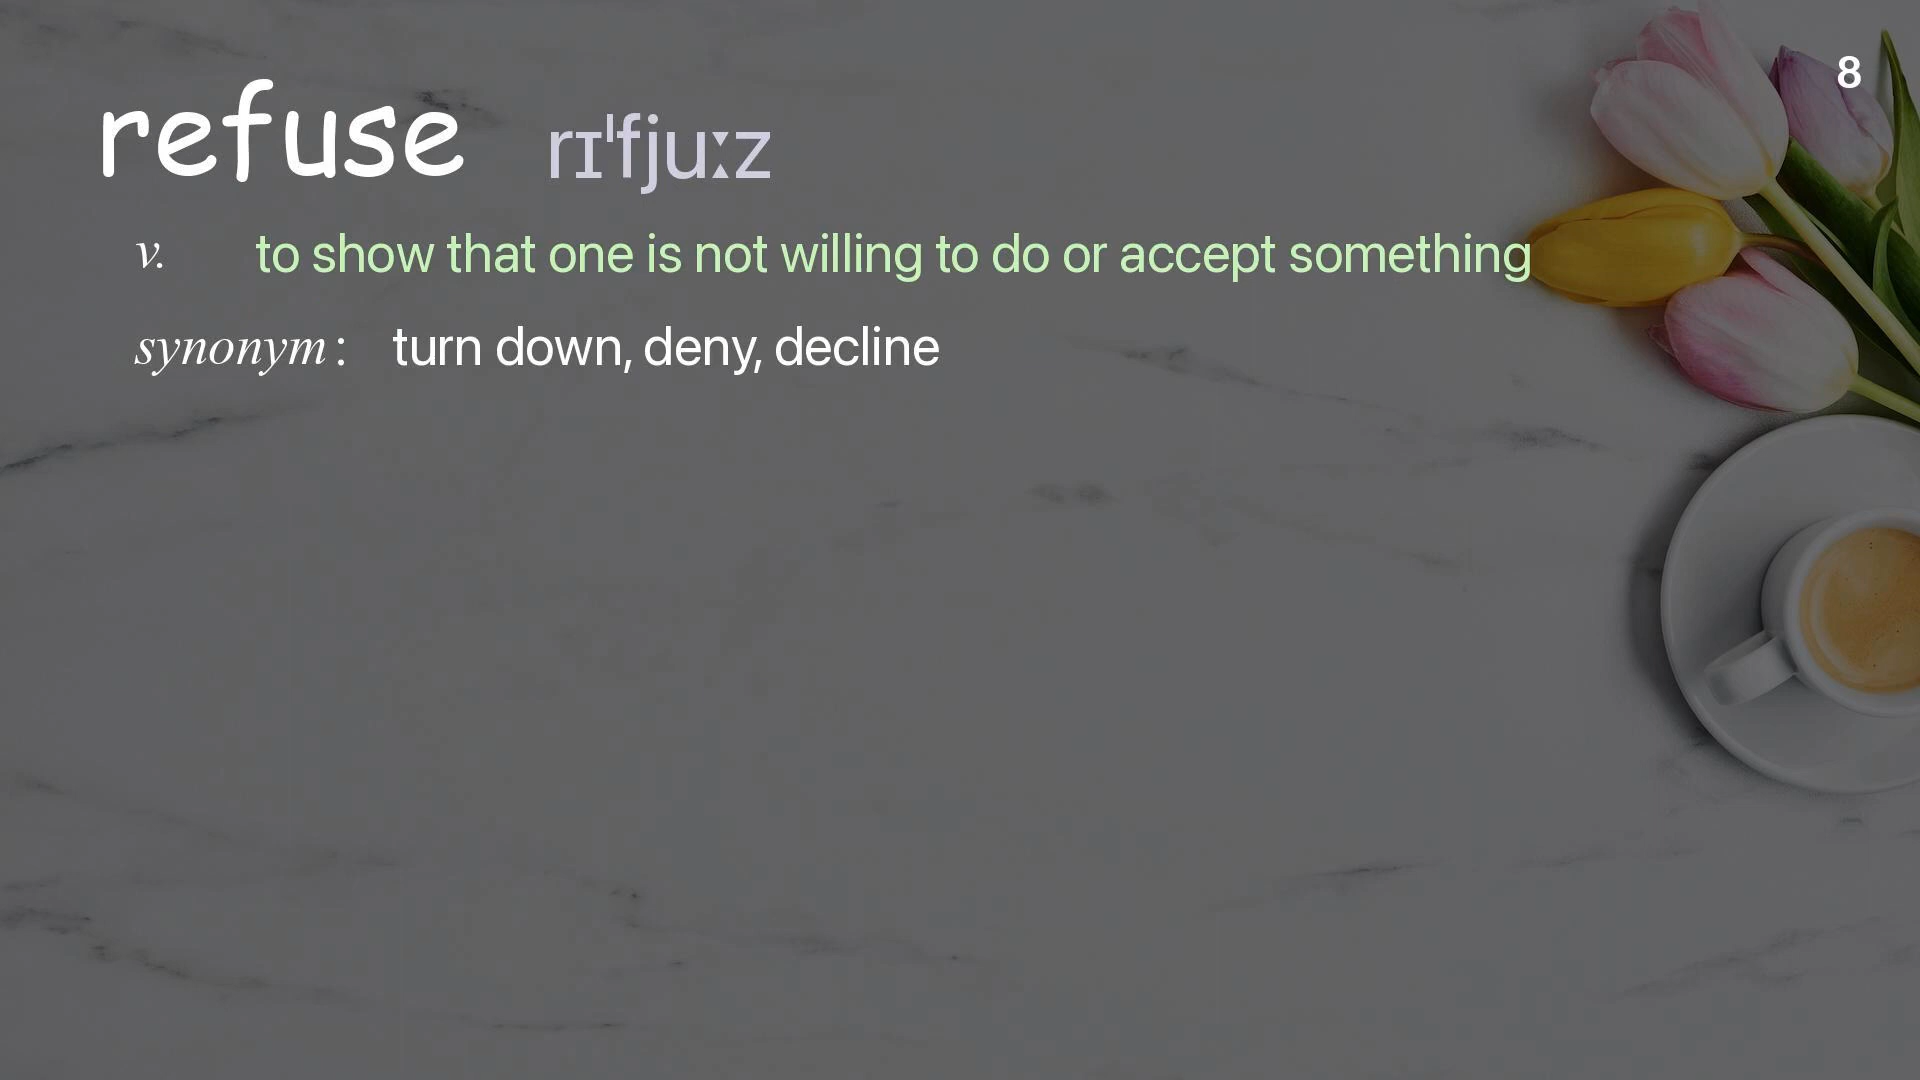 8
refuse rɪˈfjuːz
v. to show that one is not willing to do or accept something
synonym: turn down, deny, decline